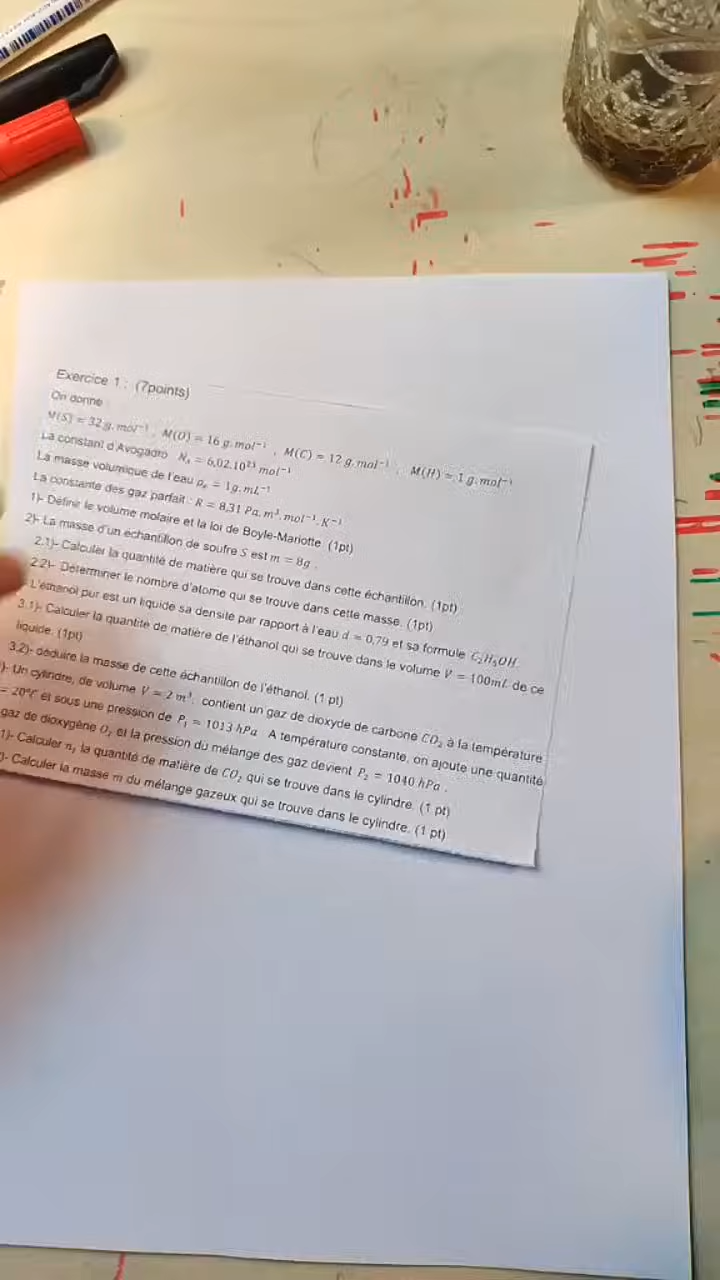 Exercice 1 : (7points)
On donne :
M(S) = 32 g.mol⁻¹ , M(O) = 16 g.mol⁻¹ , M(C) = 12 g.mol⁻¹ , M(H) = 1 g.mol⁻¹
La constant d'Avogadro Nₐ = 6,02.10²³ mol⁻¹
La masse volumique de l'eau ρₑ = 1g.mL⁻¹
La constante des gaz parfait : R = 8,31 Pa.m³.mol⁻¹.K⁻¹
1)- Définir le volume molaire et la loi de Boyle-Mariotte. (1pt)
2)- La masse d'un échantillon de soufre S est m = 8g .
2.1)- Calculer la quantité de matière qui se trouve dans cette échantillon. (1pt)
2.2)- Déterminer le nombre d'atome qui se trouve dans cette masse. (1pt)
L'éthanol pur est un liquide sa densité par rapport à l'eau d = 0,79 et sa formule C₂H₅OH.
3.1)- Calculer la quantité de matière de l'éthanol qui se trouve dans le volume V = 100mL de ce
liquide. (1pt)
3.2)- déduire la masse de cette échantillon de l'éthanol. (1 pt)
)- Un cylindre, de volume V = 2 m³, contient un gaz de dioxyde de carbone CO₂ à la température
= 20°C et sous une pression de P₁ = 1013 hPa. A température constante, on ajoute une quantité
gaz de dioxygène O₂ et la pression du mélange des gaz devient P₂ = 1040 hPa .
1)- Calculer n₁ la quantité de matière de CO₂ qui se trouve dans le cylindre. (1 pt)
)- Calculer la masse m du mélange gazeux qui se trouve dans le cylindre. (1 pt)